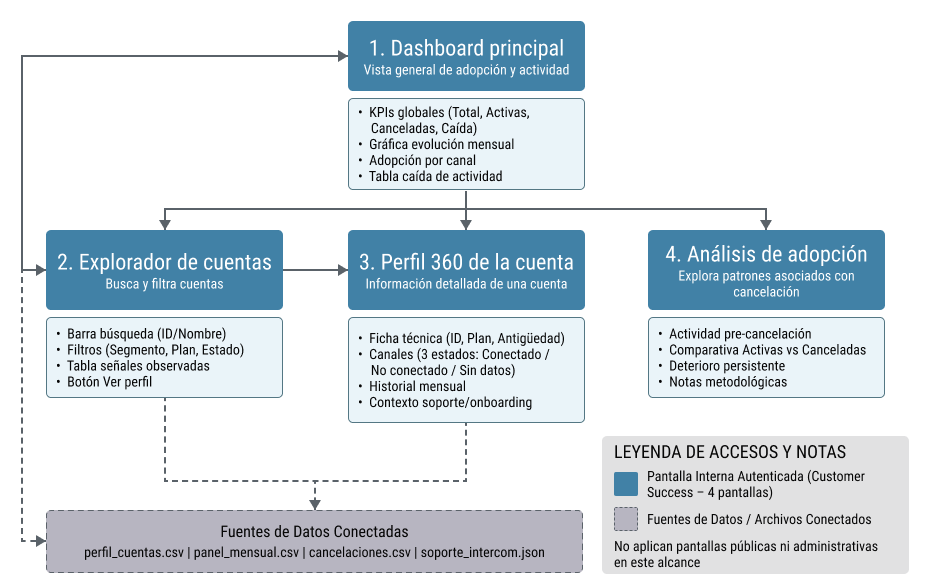 1. Dashboard principal
Vista general de adopción y actividad
• KPIs globales (Total, Activas,
Canceladas, Caída)
• Gráfica evolución mensual
• Adopción por canal
• Tabla caída de actividad
2. Explorador de cuentas
Busca y filtra cuentas
• Barra búsqueda (ID/Nombre)
• Filtros (Segmento, Plan, Estado)
• Tabla señales observadas
• Botón Ver perfil
3. Perfil 360 de la cuenta
Información detallada de una cuenta
• Ficha técnica (ID, Plan, Antigüedad)
• Canales (3 estados: Conectado /
No conectado / Sin datos)
• Historial mensual
• Contexto soporte/onboarding
4. Análisis de adopción
Explora patrones asociados con
cancelación
• Actividad pre-cancelación
• Comparativa Activas vs Canceladas
• Deterioro persistente
• Notas metodológicas
Fuentes de Datos Conectadas
perfil_cuentas.csv | panel_mensual.csv | cancelaciones.csv | soporte_intercom.json
LEYENDA DE ACCESOS Y NOTAS
Pantalla Interna Autenticada (Customer
Success – 4 pantallas)
Fuentes de Datos / Archivos Conectados
No aplican pantallas públicas ni administrativas
en este alcance